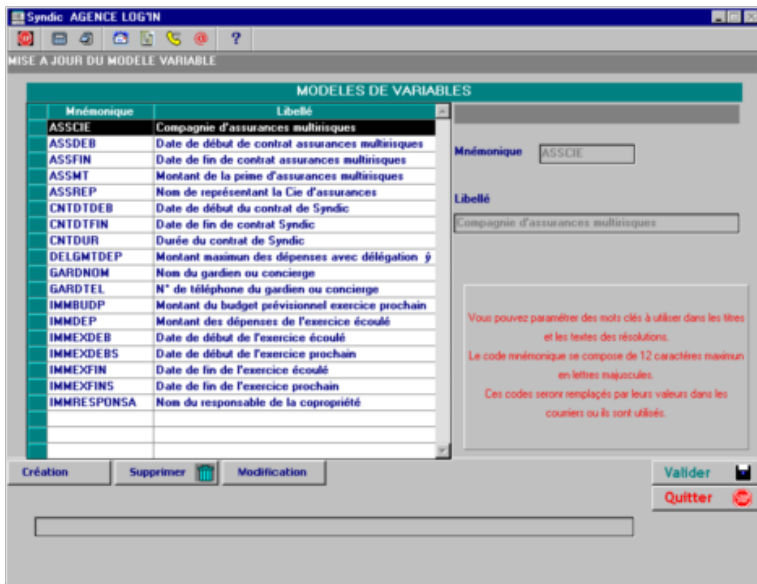 Syndic AGENCE LOG'IN
@ ?
MISE A JOUR DU MODELE VARIABLE
MODELES DE VARIABLES
Mnémonique Libellé
ASSCIE Compagnie d'assurances multirisques
ASSDEB Date de début de contrat assurances multirisques
ASSFIN Date de fin de contrat assurances multirisques
ASSMT Montant de la prime d'assurances multirisques
ASSREP Nom de représentant la Cie d'assurances
CNTDTDEB Date de début du contrat de Syndic
CNTDTFIN Date de fin de contrat Syndic
CNTDUR Durée du contrat de Syndic
DELGMTDEP Montant maximun des dépenses avec délégation ý
GARDNOM Nom du gardien ou concierge
GARDTEL N° de téléphone du gardien ou concierge
IMMBUDP Montant du budget prévisionnel exercice prochain
IMMDEP Montant des dépenses de l'exercice écoulé
IMMEXDEB Date de début de l'exercice écoulé
IMMEXDEBS Date de début de l'exercice prochain
IMMEXFIN Date de fin de l'exercice écoulé
IMMEXFINS Date de fin de l'exercice prochain
IMMRESPONSA Nom du responsable de la copropriété
Mnémonique ASSCIE
Libellé
Compagnie d'assurances multirisques
Vous pouvez paramétrer des mots clés à utiliser dans les titres
et les textes des résolutions.
Le code mnémonique se compose de 12 caractères maximun
en lettres majuscules.
Ces codes seronr remplaçés par leurs valeurs dans les
courriers ou ils sont utilisés.
Création Supprimer Modification
Valider
Quitter